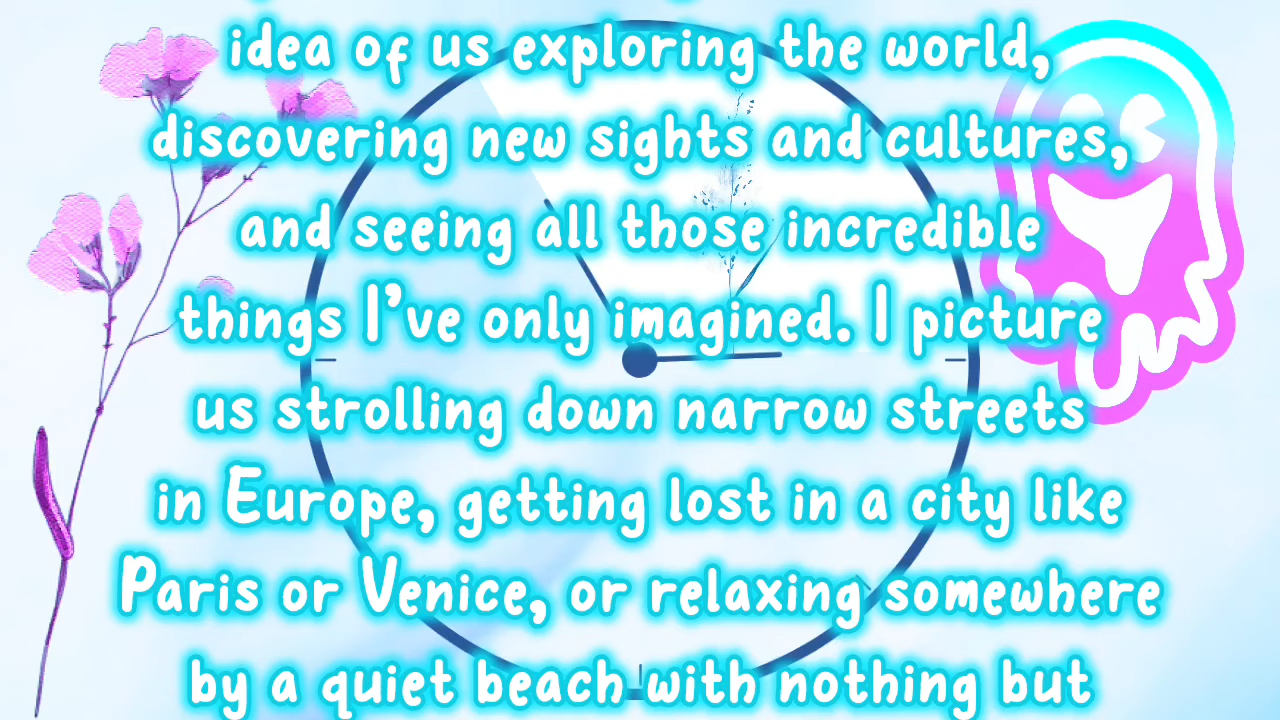 idea of us exploring the world,
discovering new sights and cultures,
and seeing all those incredible
things I've only imagined. I picture
us strolling down narrow streets
in Europe, getting lost in a city like
Paris or Venice, or relaxing somewhere
by a quiet beach with nothing but